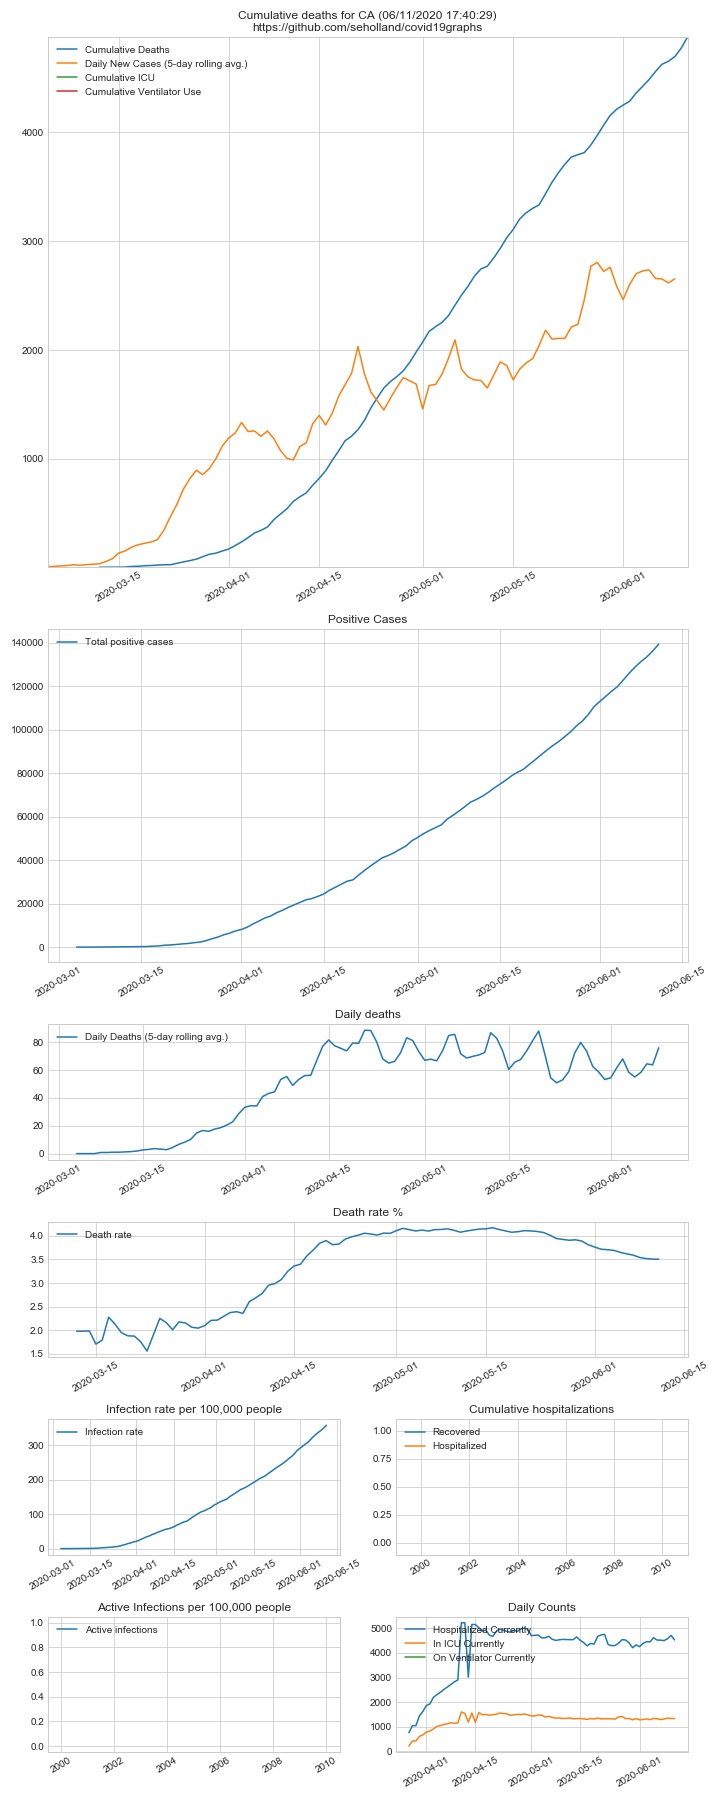 Cumulative deaths for CA (06/11/2020 17:40:29)
https://github.com/seholland/covid19graphs
Cumulative Deaths
Daily New Cases (5-day rolling avg.)
Cumulative ICU
Cumulative Ventilator Use
4000
3000
2000
1000
2020-03-15 2020-04-01 2020-04-15 2020-05-01 2020-05-15 2020-06-01
Positive Cases
Total positive cases
140000
120000
100000
80000
60000
40000
20000
0
2020-03-01 2020-03-15 2020-04-01 2020-04-15 2020-05-01 2020-05-15 2020-06-01 2020-06-15
Daily deaths
Daily Deaths (5-day rolling avg.)
80
60
40
20
0
2020-03-01 2020-03-15 2020-04-01 2020-04-15 2020-05-01 2020-05-15 2020-06-01
Death rate %
Death rate
4.0
3.5
3.0
2.5
2.0
1.5
2020-03-15 2020-04-01 2020-04-15 2020-05-01 2020-05-15 2020-06-01 2020-06-15
Infection rate per 100,000 people
Infection rate
300
200
100
0
2020-03-01 2020-03-15 2020-04-01 2020-04-15 2020-05-01 2020-05-15 2020-06-01 2020-06-15
Cumulative hospitalizations
Recovered
Hospitalized
1.00
0.75
0.50
0.25
0.00
2000 2002 2004 2006 2008 2010
Active Infections per 100,000 people
Active infections
1.0
0.8
0.6
0.4
0.2
0.0
2000 2002 2004 2006 2008 2010
Daily Counts
Hospitalized Currently
In ICU Currently
On Ventilator Currently
5000
4000
3000
2000
1000
0
2020-04-01 2020-04-15 2020-05-01 2020-05-15 2020-06-01